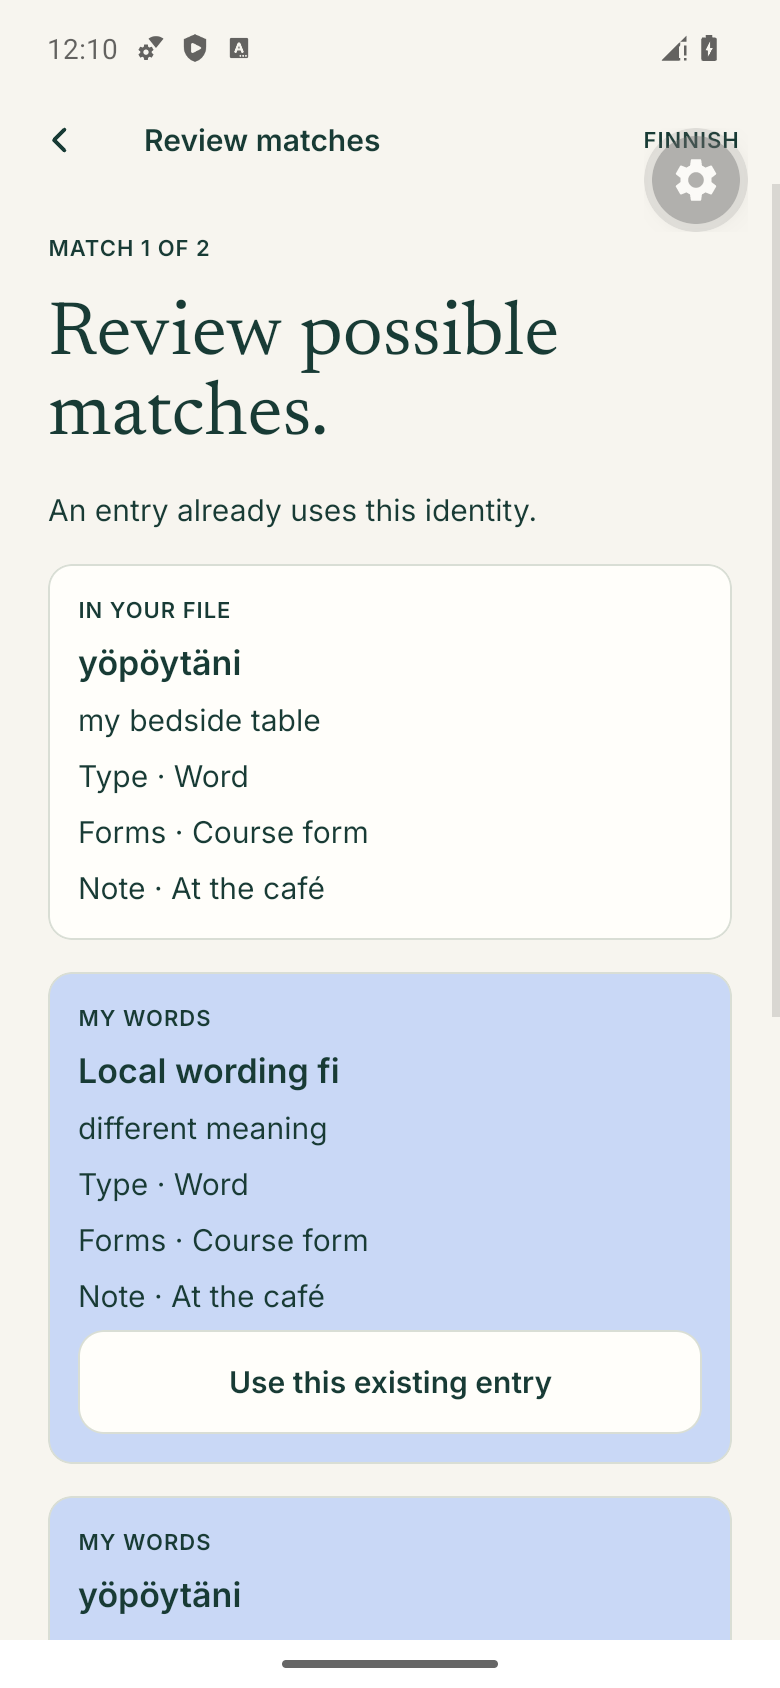 12:10
Review matches
FINNISH
MATCH 1 OF 2
Review possible
matches.
An entry already uses this identity.
IN YOUR FILE
yöpöytäni
my bedside table
Type · Word
Forms · Course form
Note · At the café
MY WORDS
Local wording fi
different meaning
Type · Word
Forms · Course form
Note · At the café
Use this existing entry
MY WORDS
yöpöytäni